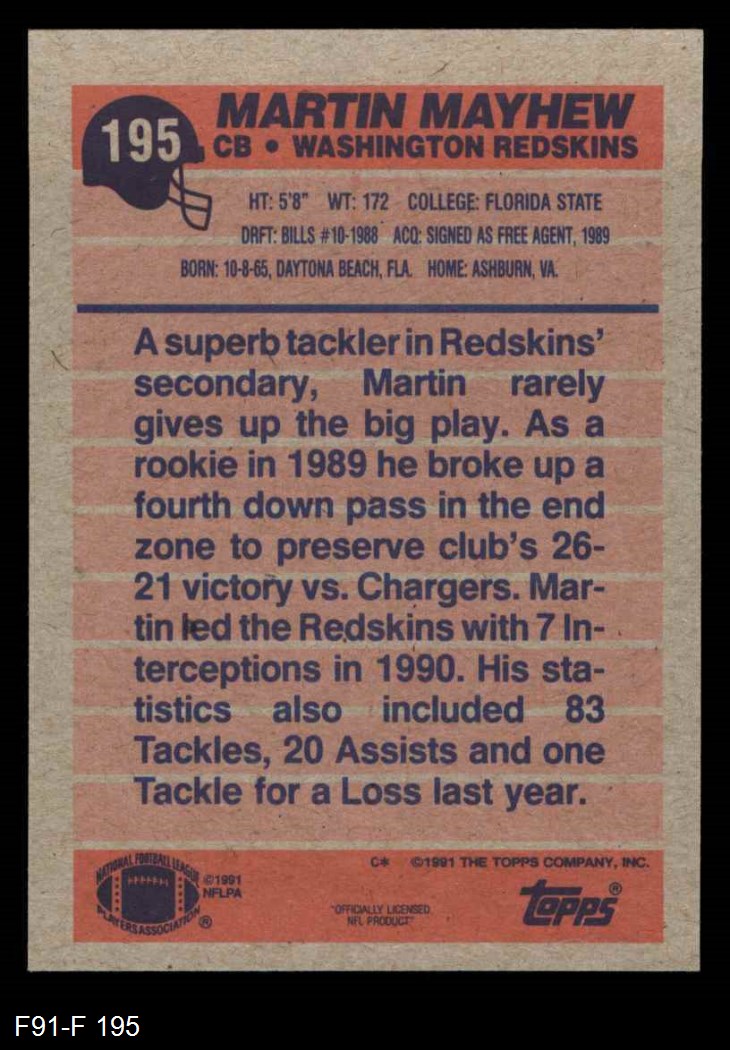 195
MARTIN MAYHEW
CB • WASHINGTON REDSKINS
HT: 5'8" WT: 172 COLLEGE: FLORIDA STATE
DRFT: BILLS #10-1988 ACQ: SIGNED AS FREE AGENT, 1989
BORN: 10-8-65, DAYTONA BEACH, FLA. HOME: ASHBURN, VA.
A superb tackler in Redskins'
secondary, Martin rarely
gives up the big play. As a
rookie in 1989 he broke up a
fourth down pass in the end
zone to preserve club's 26-
21 victory vs. Chargers. Mar-
tin led the Redskins with 7 In-
terceptions in 1990. His sta-
tistics also included 83
Tackles, 20 Assists and one
Tackle for a Loss last year.
NATIONAL FOOTBALL LEAGUE
PLAYERS ASSOCIATION ®
©1991
NFLPA
C* ©1991 THE TOPPS COMPANY, INC.
"OFFICIALLY LICENSED
NFL PRODUCT"
Topps®
F91-F 195